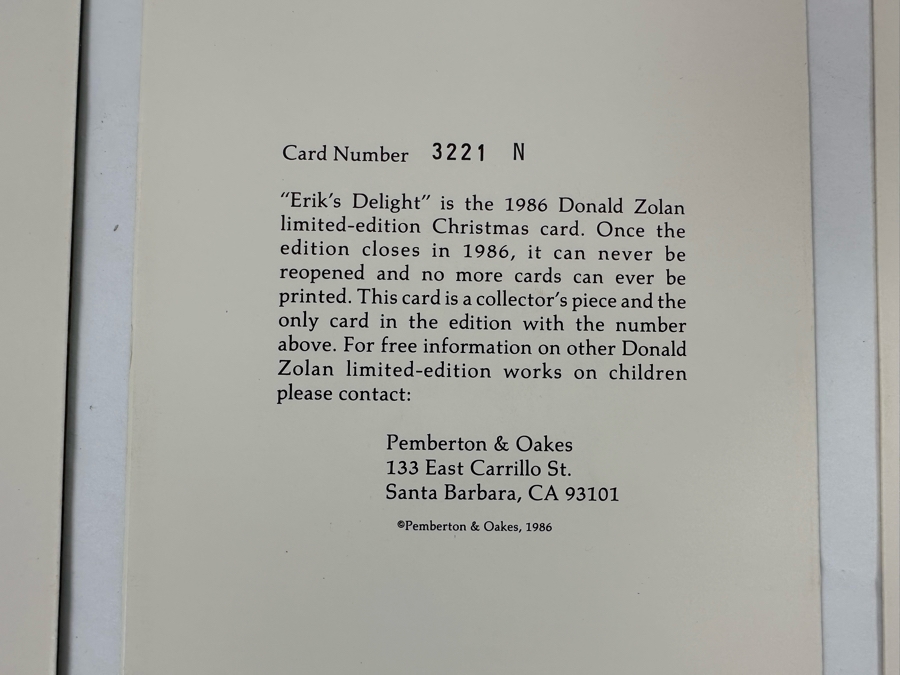 Card Number 3221 N
“Erik’s Delight” is the 1986 Donald Zolan
limited-edition Christmas card. Once the
edition closes in 1986, it can never be
reopened and no more cards can ever be
printed. This card is a collector’s piece and the
only card in the edition with the number
above. For free information on other Donald
Zolan limited-edition works on children
please contact:
Pemberton & Oakes
133 East Carrillo St.
Santa Barbara, CA 93101
©Pemberton & Oakes, 1986